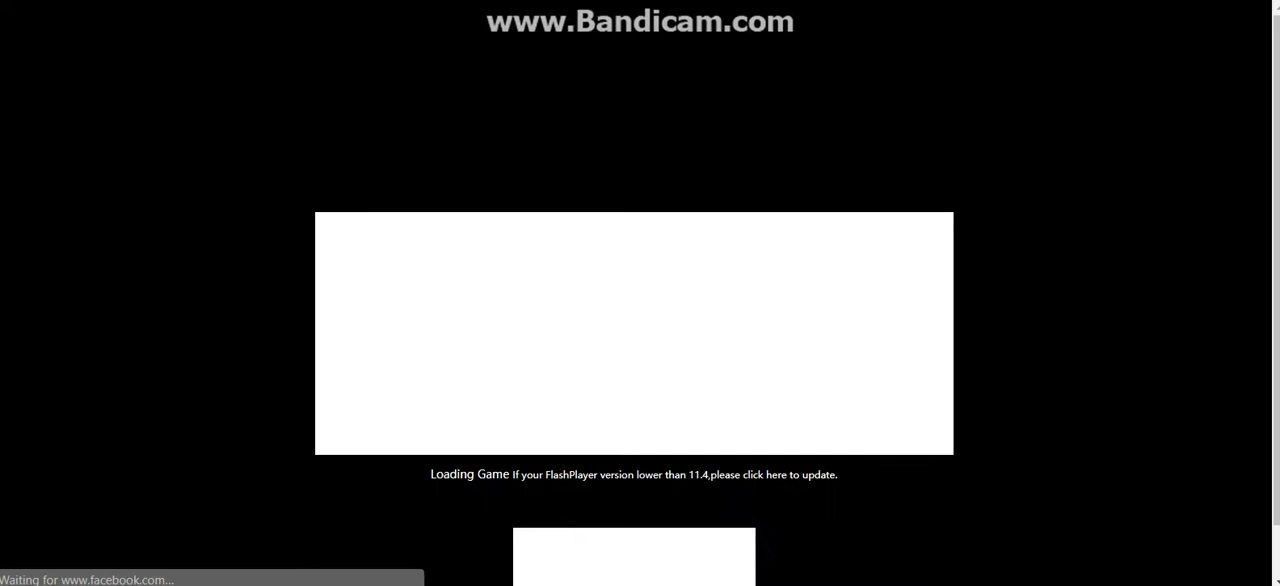 www.Bandicam.com
Loading Game If your FlashPlayer version lower than 11.4,please click here to update.
Waiting for www.facebook.com...